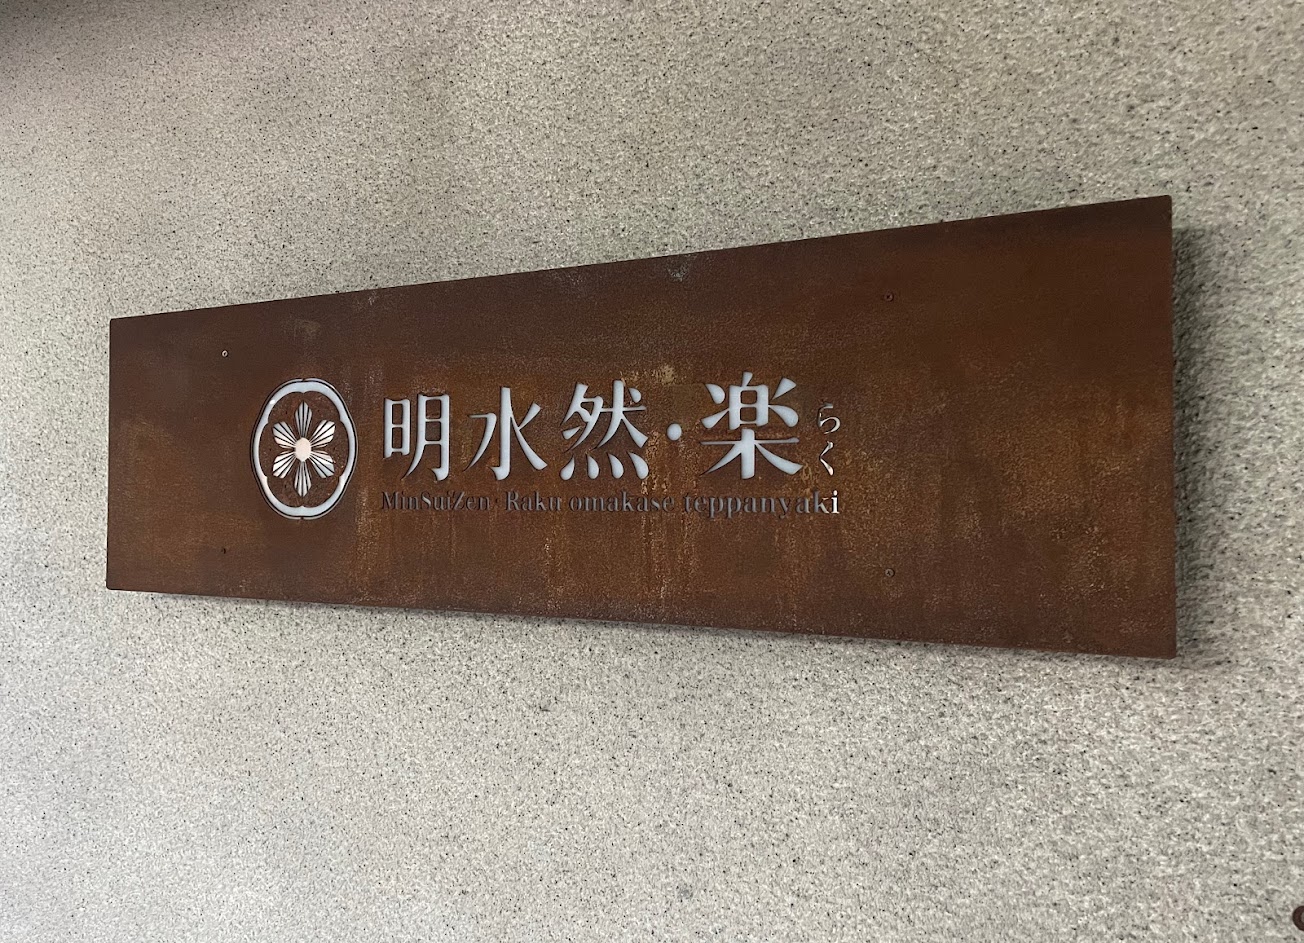 明水然·楽 らく
MinSuiZen · Raku omakase teppanyaki